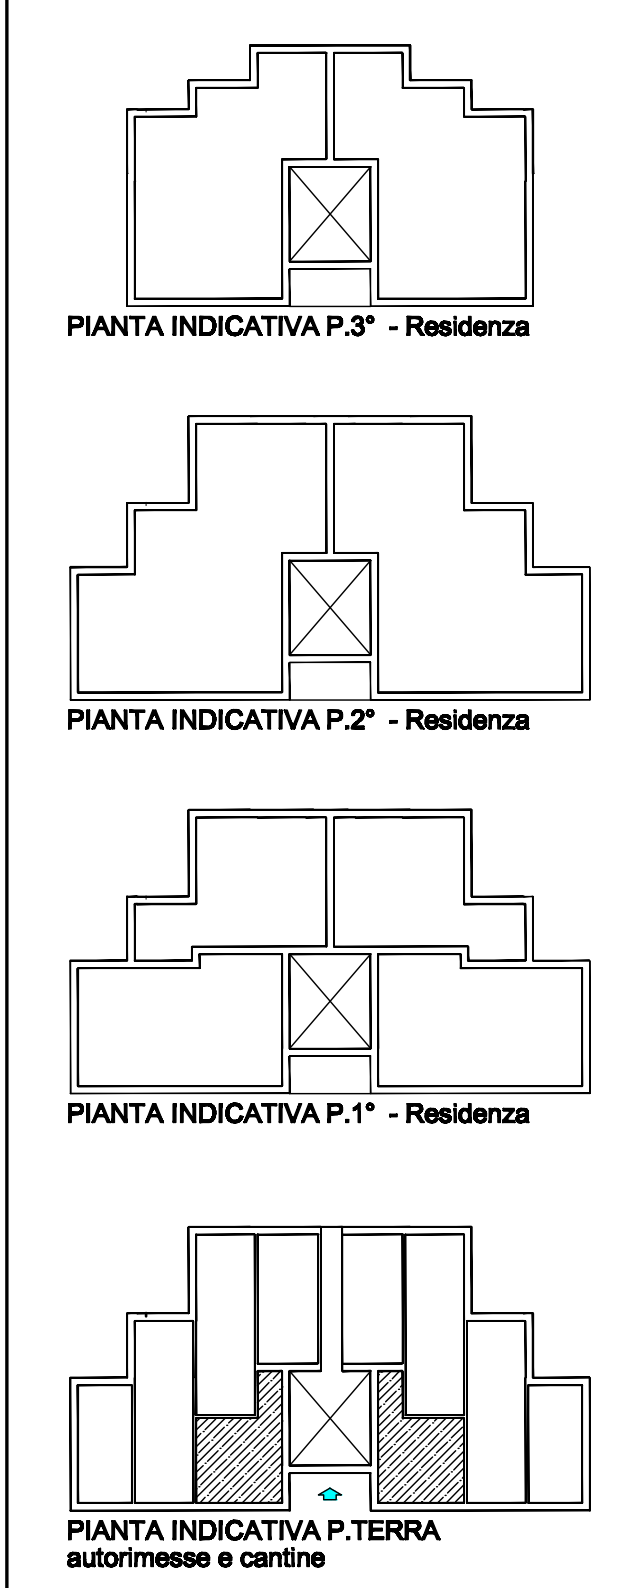 PIANTA INDICATIVA P.3° - Residenza
PIANTA INDICATIVA P.2° - Residenza
PIANTA INDICATIVA P.1° - Residenza
PIANTA INDICATIVA P.TERRA
autorimesse e cantine